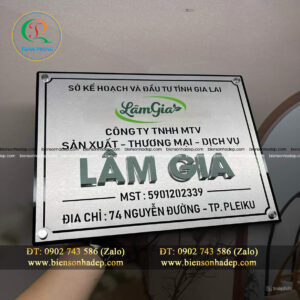 SỞ KẾ HOẠCH VÀ ĐẦU TƯ TỈNH GIA LAI
LâmGia
CÔNG TY TNHH MTV
SẢN XUẤT - THƯƠNG MẠI - DỊCH VỤ
LÂM GIA
MST : 5901202339
ĐỊA CHỈ : 74 NGUYỄN ĐƯỜNG - TP.PLEIKU
ĐT: 0902 743 586 (Zalo)
www.biensonhadep.com
ĐT: 0902 743 586 (Zalo)
www.biensonhadep.com